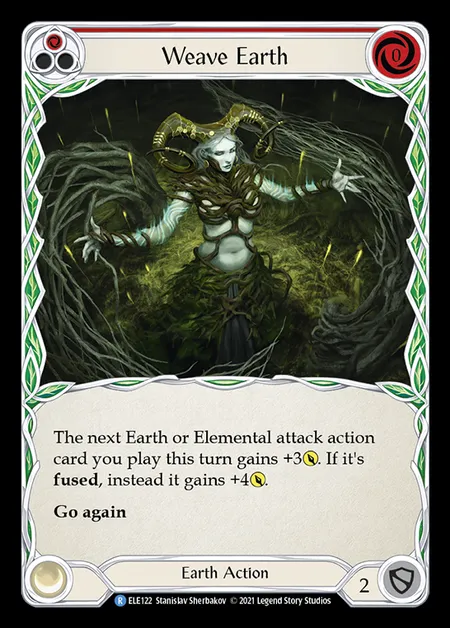 Weave Earth
0
The next Earth or Elemental attack action
card you play this turn gains +3. If it's
fused, instead it gains +4.
Go again
Earth Action
2
R ELE122 Stanislav Sherbakov © 2021 Legend Story Studios